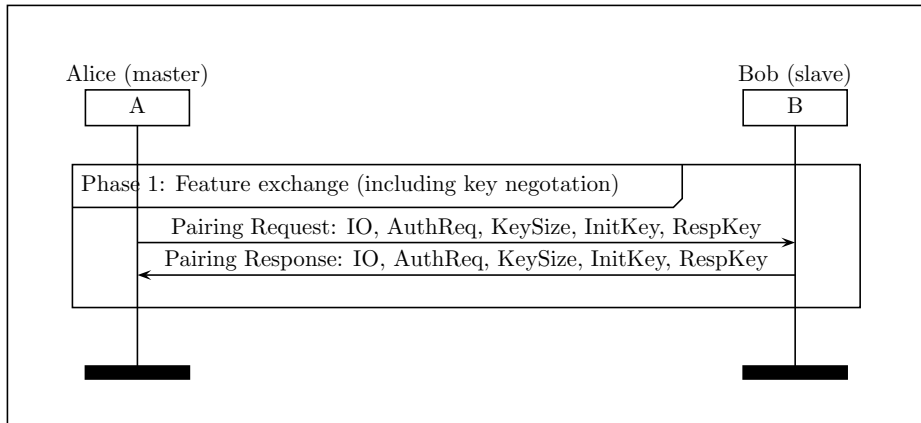 Alice (master)
Bob (slave)
A
B
Phase 1: Feature exchange (including key negotation)
Pairing Request: IO, AuthReq, KeySize, InitKey, RespKey
Pairing Response: IO, AuthReq, KeySize, InitKey, RespKey